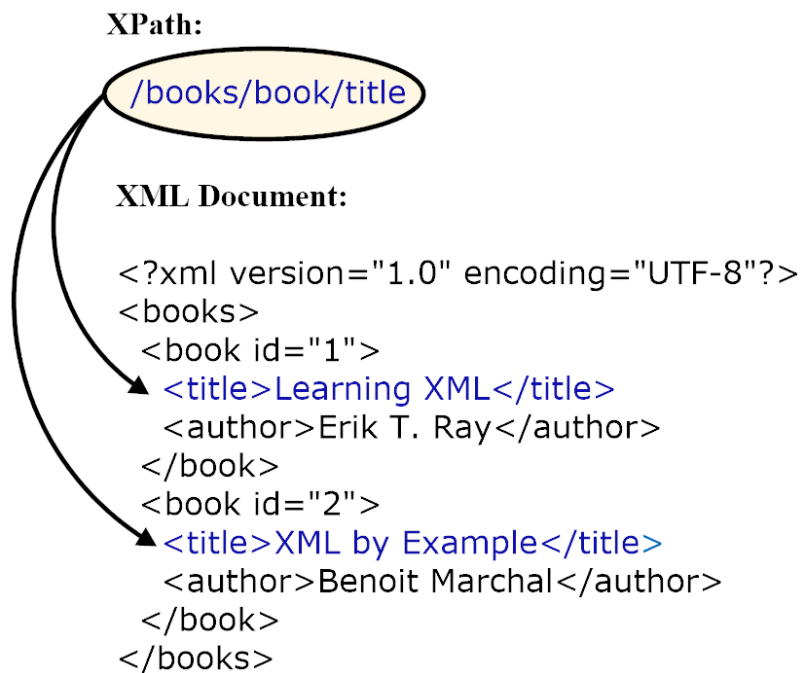 XPath:
/books/book/title
XML Document:
<?xml version="1.0" encoding="UTF-8"?>
<books>
<book id="1">
<title>Learning XML</title>
<author>Erik T. Ray</author>
</book>
<book id="2">
<title>XML by Example</title>
<author>Benoit Marchal</author>
</book>
</books>